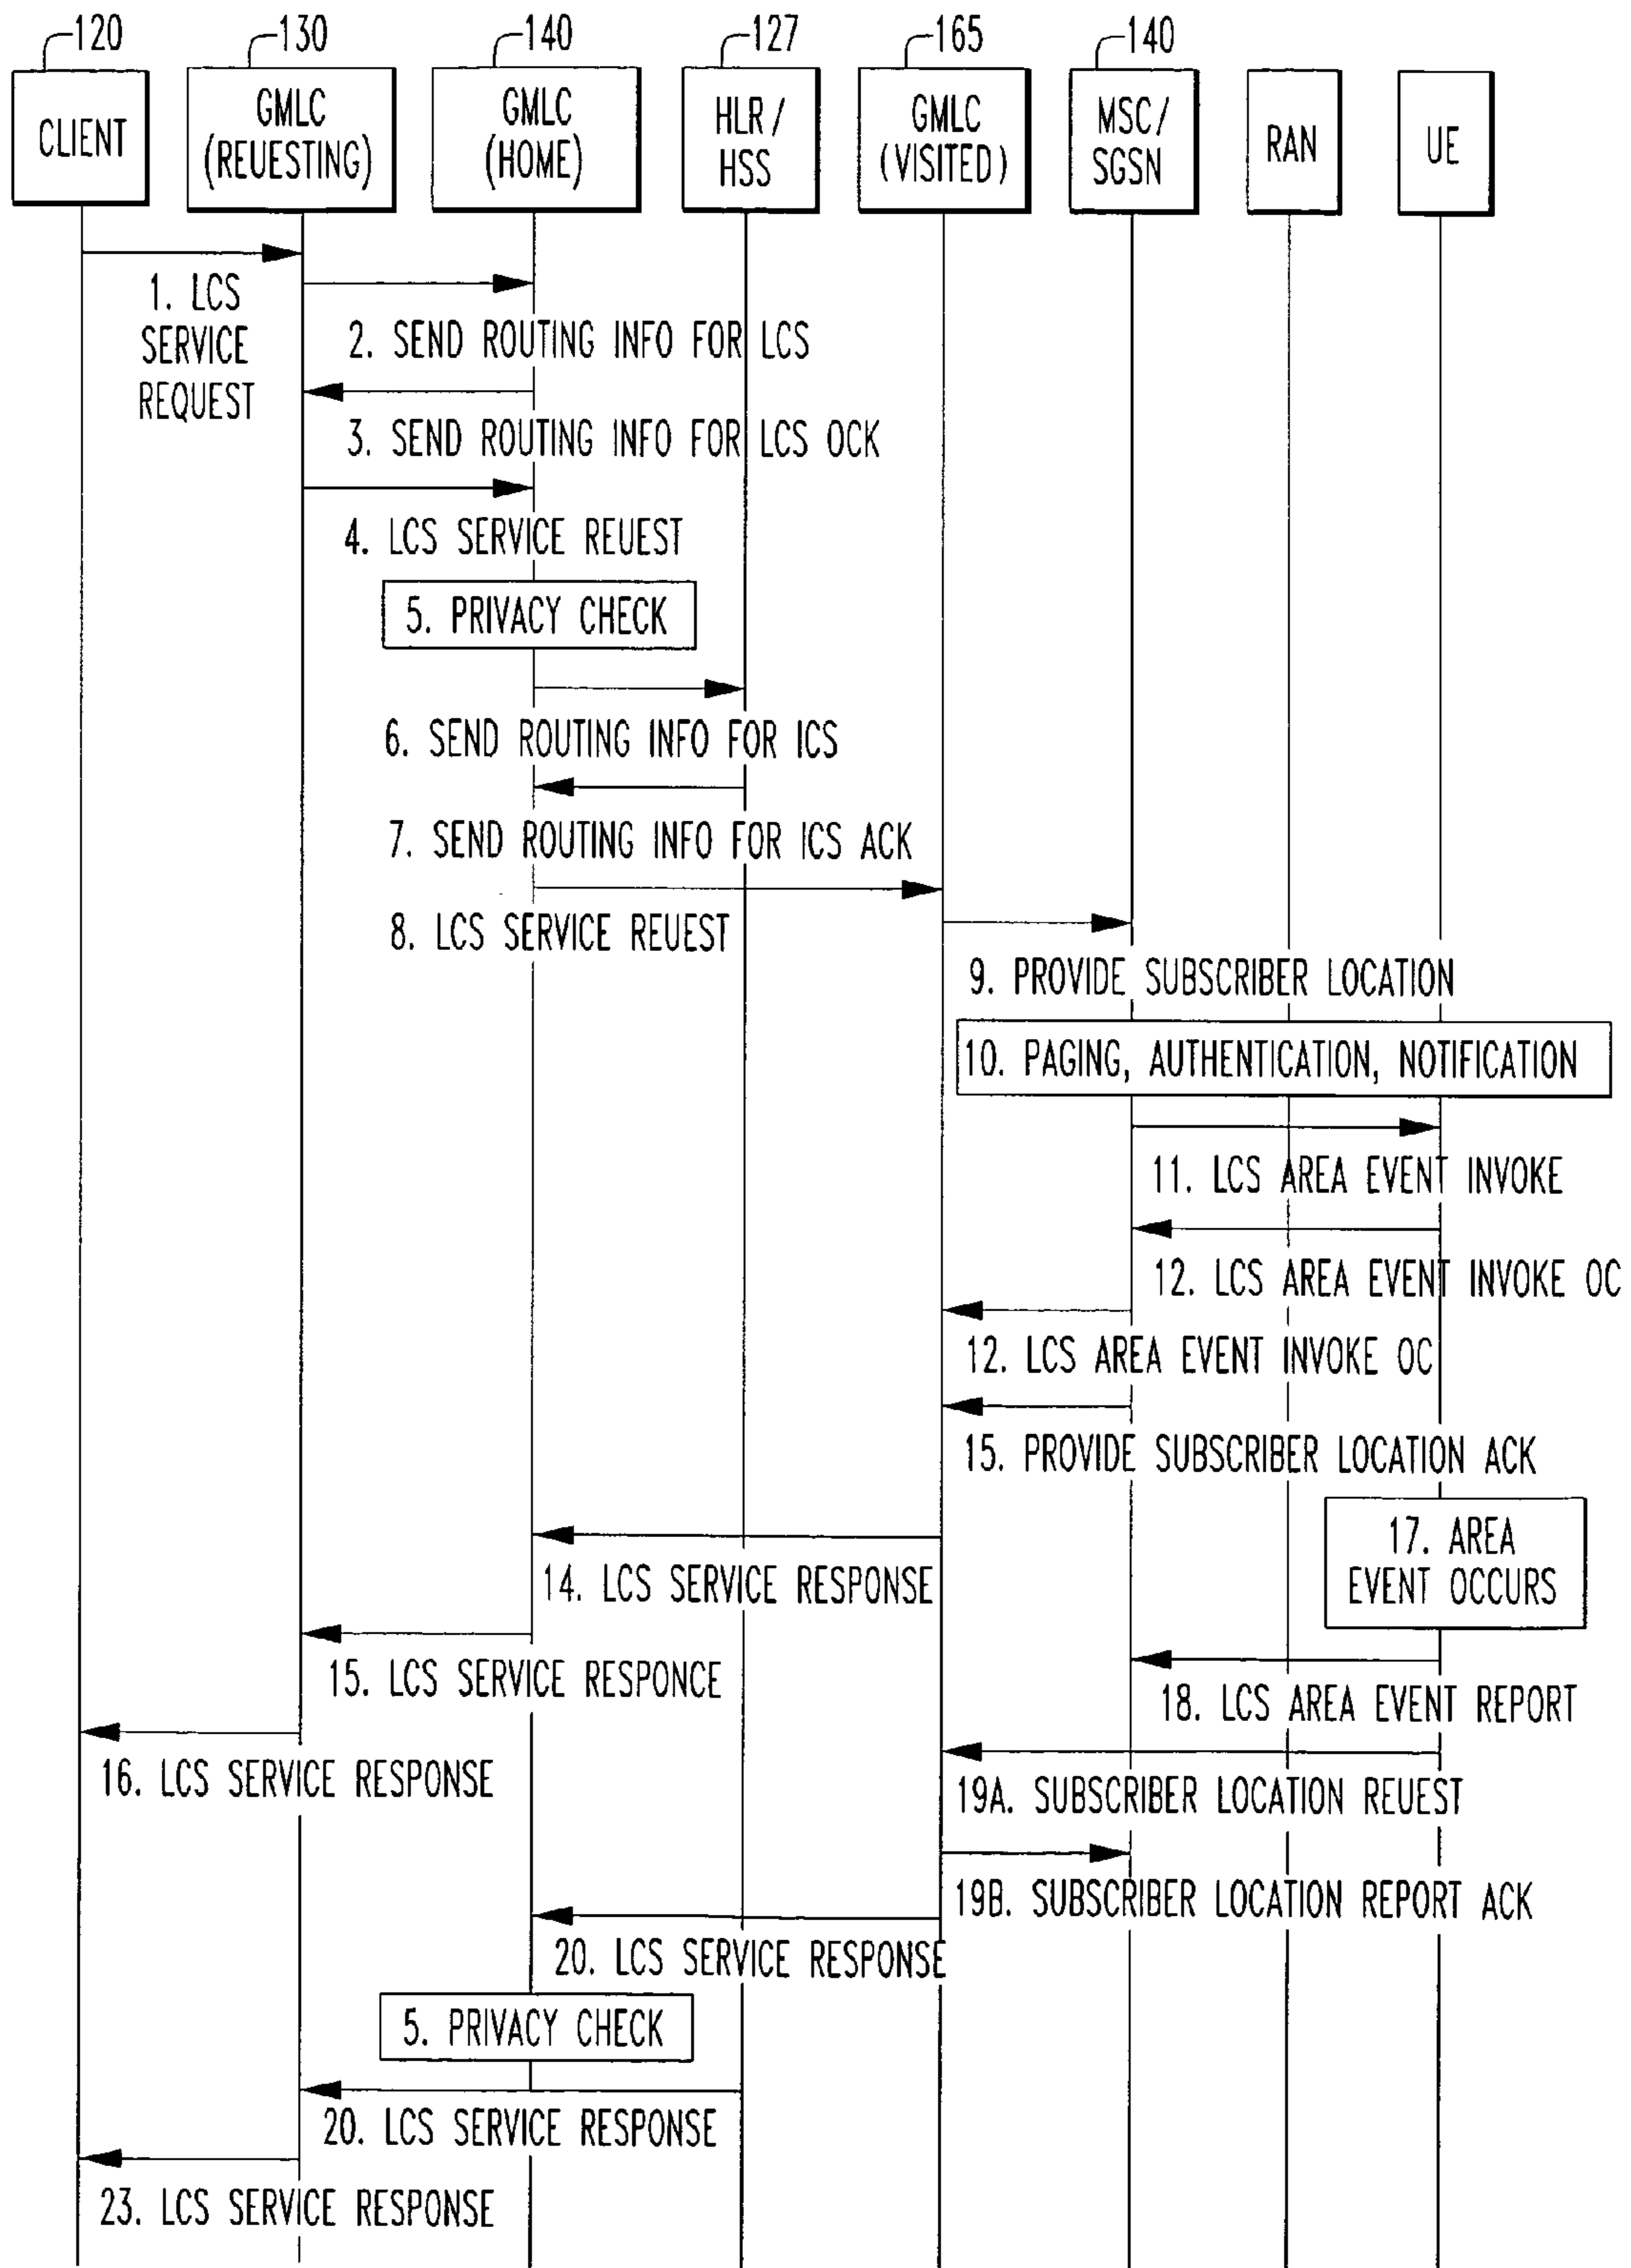 120
130
140
127
165
140
CLIENT
GMLC
(REUESTING)
GMLC
(HOME)
HLR/
HSS
GMLC
(VISITED)
MSC/
SGSN
RAN
UE
1. LCS
SERVICE
REQUEST
2. SEND ROUTING INFO FOR LCS
3. SEND ROUTING INFO FOR LCS OCK
4. LCS SERVICE REUEST
5. PRIVACY CHECK
6. SEND ROUTING INFO FOR ICS
7. SEND ROUTING INFO FOR ICS ACK
8. LCS SERVICE REUEST
9. PROVIDE SUBSCRIBER LOCATION
10. PAGING, AUTHENTICATION, NOTIFICATION
11. LCS AREA EVENT INVOKE
12. LCS AREA EVENT INVOKE OC
12. LCS AREA EVENT INVOKE OC
15. PROVIDE SUBSCRIBER LOCATION ACK
17. AREA
EVENT OCCURS
14. LCS SERVICE RESPONSE
15. LCS SERVICE RESPONCE
18. LCS AREA EVENT REPORT
16. LCS SERVICE RESPONSE
19A. SUBSCRIBER LOCATION REUEST
19B. SUBSCRIBER LOCATION REPORT ACK
20. LCS SERVICE RESPONSE
5. PRIVACY CHECK
20. LCS SERVICE RESPONSE
23. LCS SERVICE RESPONSE